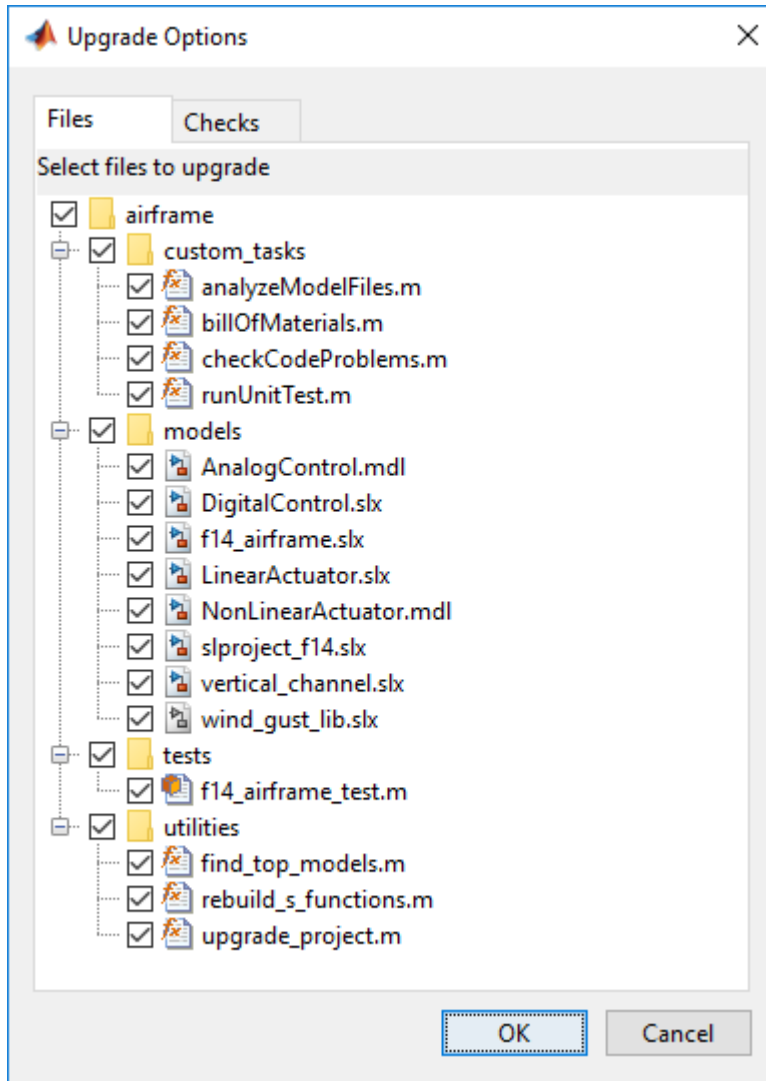 Upgrade Options
Files
Checks
Select files to upgrade
airframe
custom_tasks
analyzeModelFiles.m
billOfMaterials.m
checkCodeProblems.m
runUnitTest.m
models
AnalogControl.mdl
DigitalControl.slx
f14_airframe.slx
LinearActuator.slx
NonLinearActuator.mdl
slproject_f14.slx
vertical_channel.slx
wind_gust_lib.slx
tests
f14_airframe_test.m
utilities
find_top_models.m
rebuild_s_functions.m
upgrade_project.m
OK
Cancel